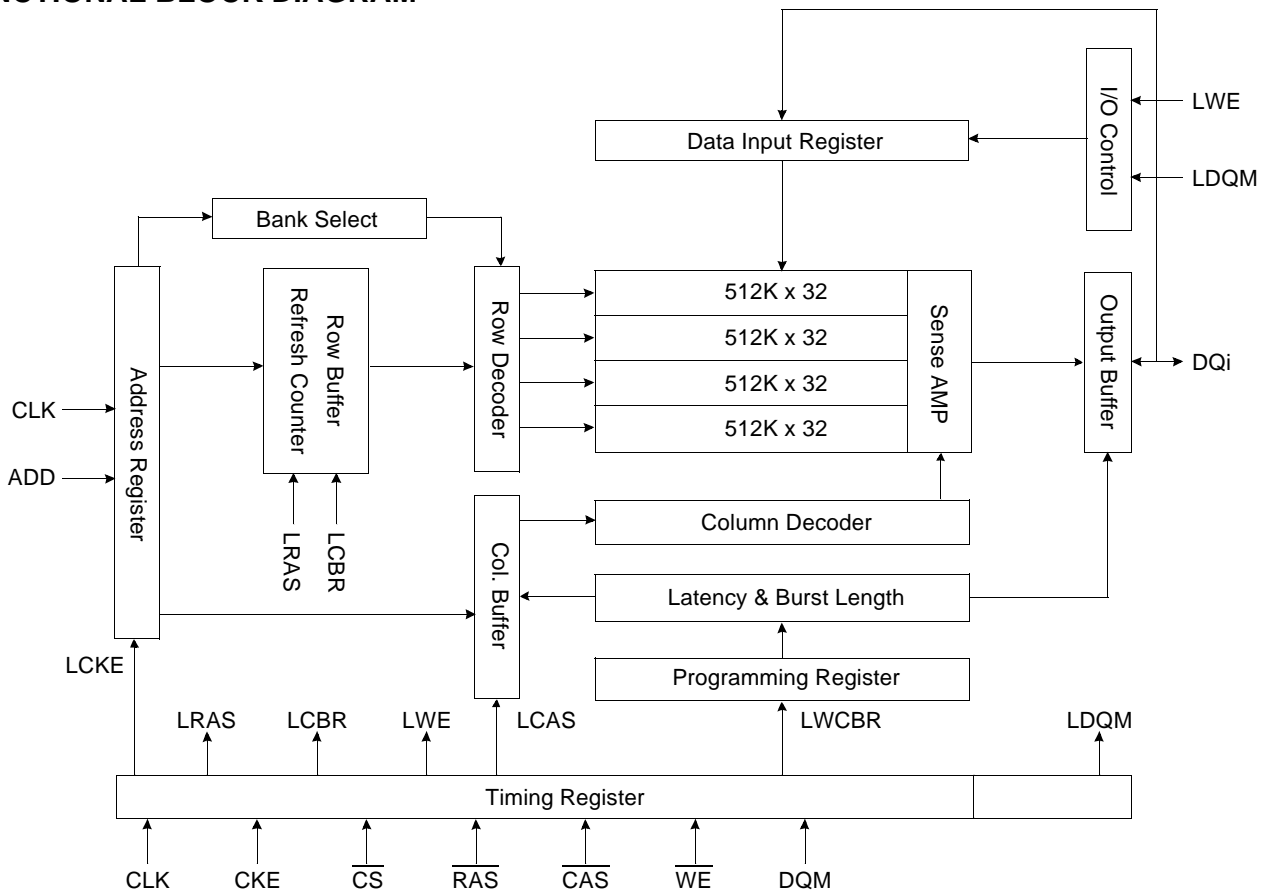 NCTIONAL BLOCK DIAGRAM
I/O Control
LWE
LDQM
Data Input Register
Bank Select
CLK
ADD
Address Register
Row Buffer
Refresh Counter
LRAS
LCBR
Row Decoder
512K x 32
512K x 32
512K x 32
512K x 32
Sense AMP
Output Buffer
DQi
Col. Buffer
Column Decoder
Latency & Burst Length
Programming Register
LCKE
LRAS
LCBR
LWE
LCAS
LWCBR
LDQM
Timing Register
CLK
CKE
CS
RAS
CAS
WE
DQM